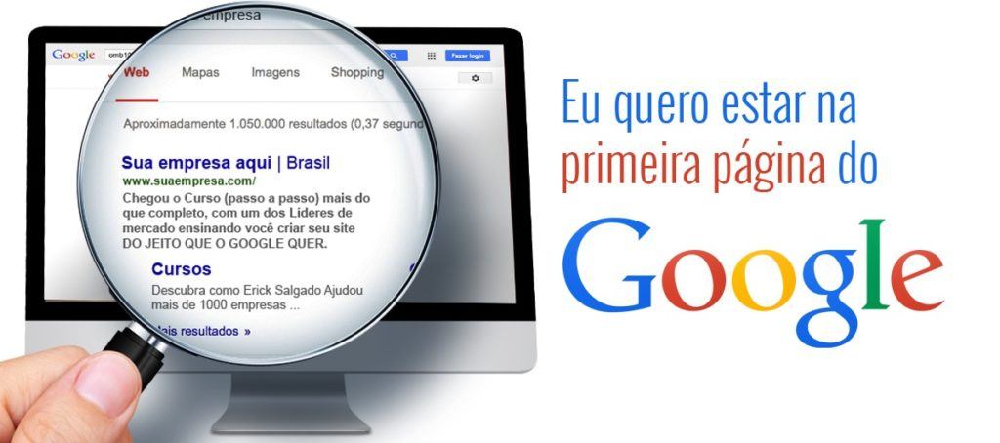 empresa
Google
Fazer login
Web Mapas Imagens Shopping
Aproximadamente 1.050.000 resultados (0,37 segund
Sua empresa aqui | Brasil
www.suaempresa.com/
Chegou o Curso (passo a passo) mais do
que completo, com um dos Lideres de
mercado ensinando você criar seu site
DO JEITO QUE O GOOGLE QUER.
Cursos
Descubra como Erick Salgado Ajudou
mais de 1000 empresas ...
ais resultados »
Eu quero estar na
primeira página do
Google